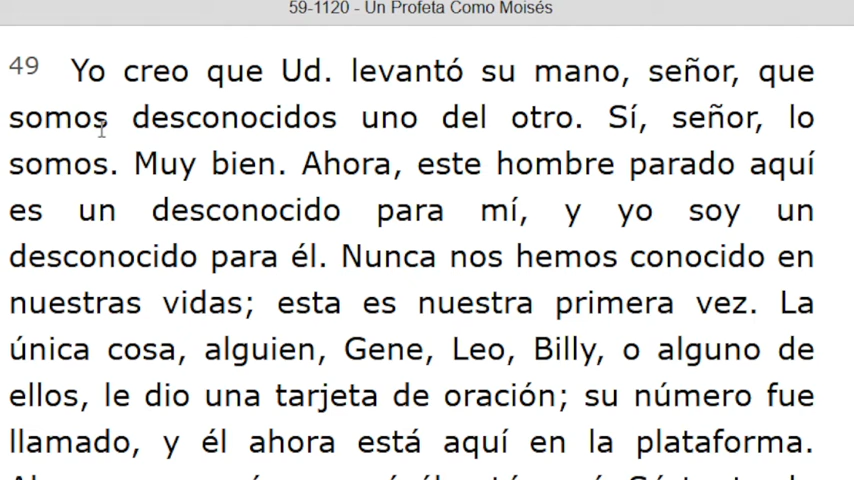 59-1120 - Un Profeta Como Moisés
49 Yo creo que Ud. levantó su mano, señor, que
somos desconocidos uno del otro. Sí, señor, lo
somos. Muy bien. Ahora, este hombre parado aquí
es un desconocido para mí, y yo soy un
desconocido para él. Nunca nos hemos conocido en
nuestras vidas; esta es nuestra primera vez. La
única cosa, alguien, Gene, Leo, Billy, o alguno de
ellos, le dio una tarjeta de oración; su número fue
llamado, y él ahora está aquí en la plataforma.